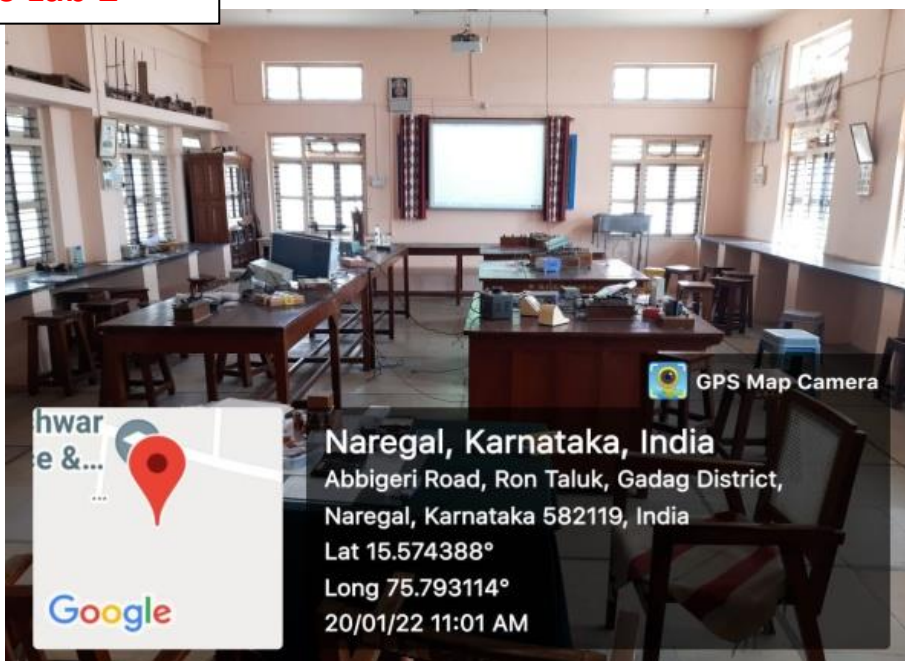 GPS Map Camera
hwar
e &...
...
Google
Naregal, Karnataka, India
Abbigeri Road, Ron Taluk, Gadag District,
Naregal, Karnataka 582119, India
Lat 15.574388°
Long 75.793114°
20/01/22 11:01 AM